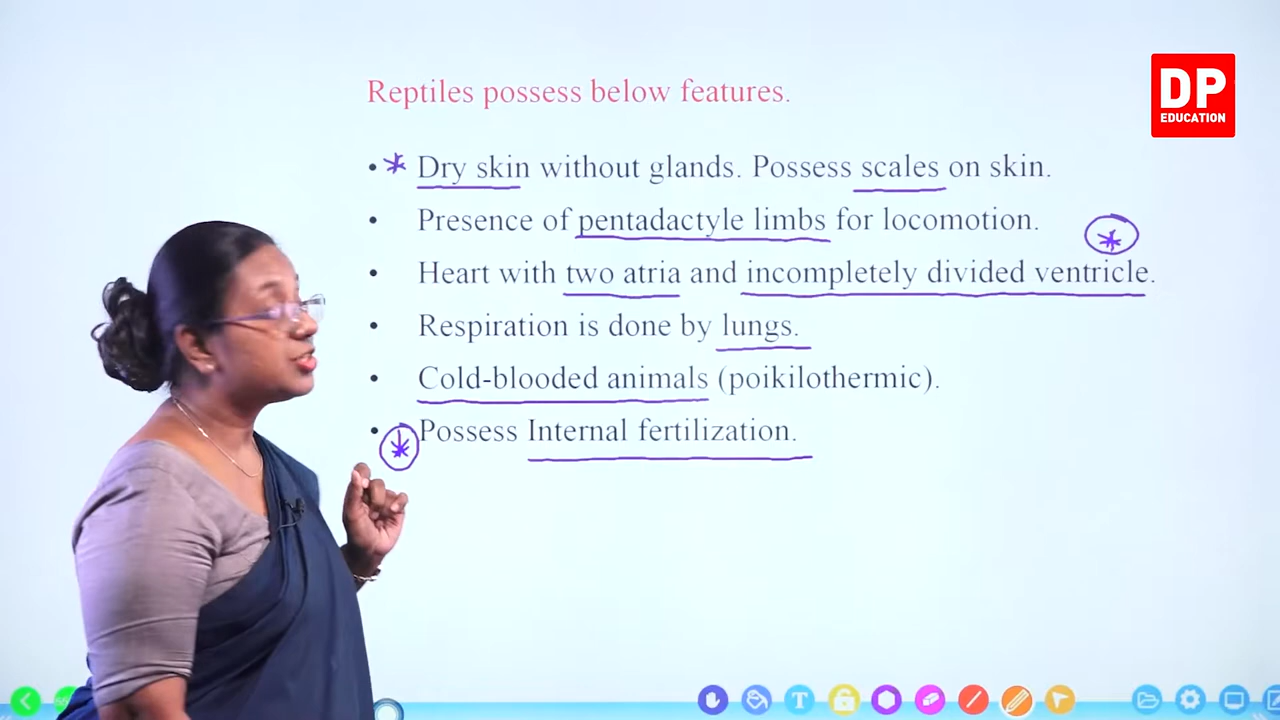 Reptiles possess below features.
DP
EDUCATION
• * Dry skin without glands. Possess scales on skin.
• Presence of pentadactyle limbs for locomotion.
*
• Heart with two atria and incompletely divided ventricle.
• Respiration is done by lungs.
• Cold-blooded animals (poikilothermic).
• * Possess Internal fertilization.
T